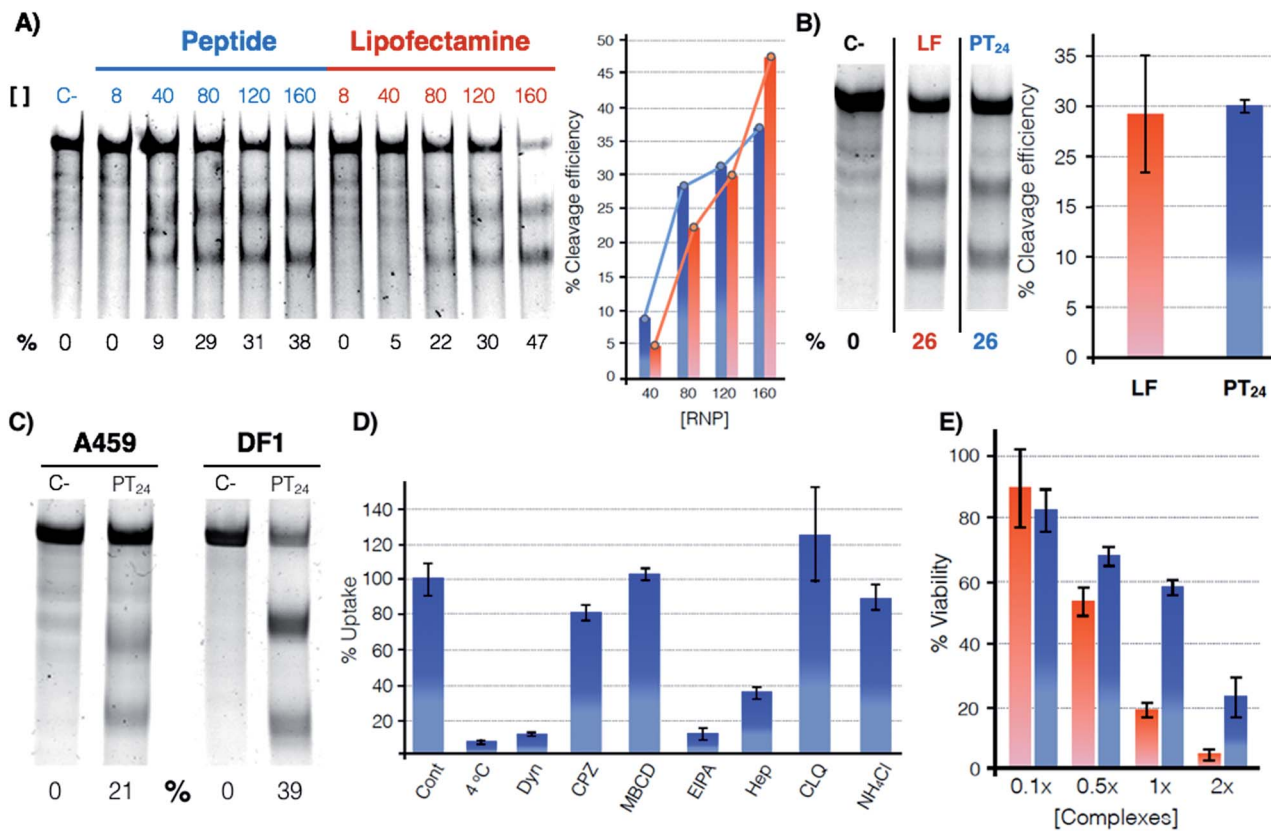 A)
Peptide Lipofectamine
[ ] C- 8 40 80 120 160 8 40 80 120 160
% 0 0 9 29 31 38 0 5 22 30 47
% Cleavage efficiency
50
45
40
35
30
25
20
15
10
5
0
40 80 120 160
[RNP]
B)
C- LF PT24
% 0 26 26
% Cleavage efficiency
35
30
25
20
15
10
5
0
LF PT24
C)
A459 DF1
C- PT24 C- PT24
0 21 % 0 39
D)
% Uptake
140
120
100
80
60
40
20
Cont 4 ºC Dyn CPZ MBCD EIPA Hep CLQ NH4Cl
E)
% Viability
100
80
60
40
20
0
0.1x 0.5x 1x 2x
[Complexes]